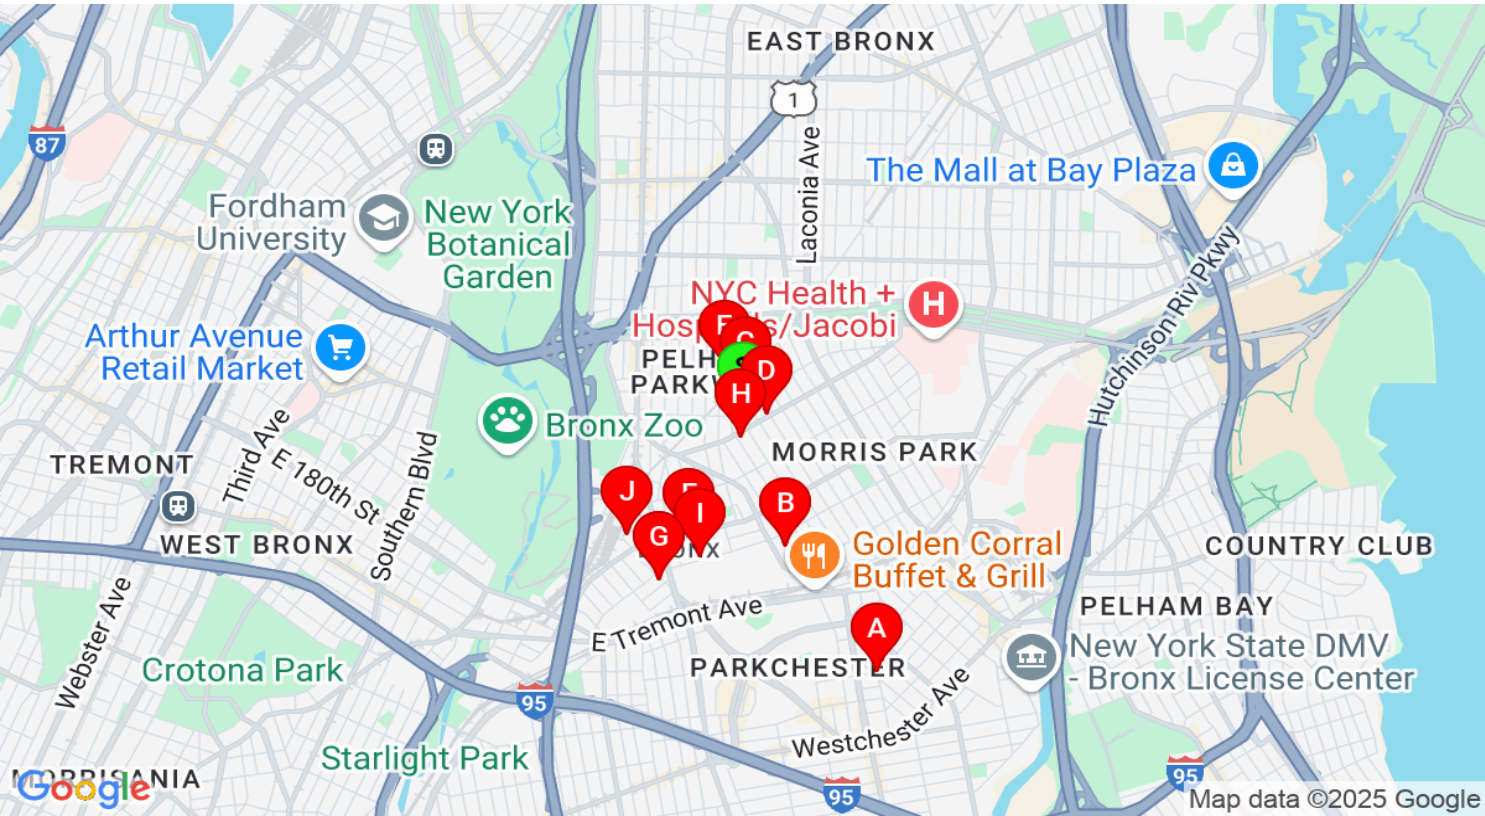 EAST BRONX
1
87
Laconia Ave
The Mall at Bay Plaza
Fordham
University
New York
Botanical
Garden
Hutchinson Riv Pkwy
NYC Health +
Jacobi
H
Arthur Avenue
Retail Market
C
D
H
Bronx Zoo
MORRIS PARK
TREMONT
Third Ave
E 180th St
Southern Blvd
J
I
B
G
WEST BRONX
Golden Corral
Buffet & Grill
COUNTRY CLUB
Webster Ave
E Tremont Ave
A
PELHAM BAY
PARKCHESTER
New York State DMV
- Bronx License Center
Crotona Park
95
Westchester Ave
Starlight Park
95
95
Google
Map data ©2025 Google